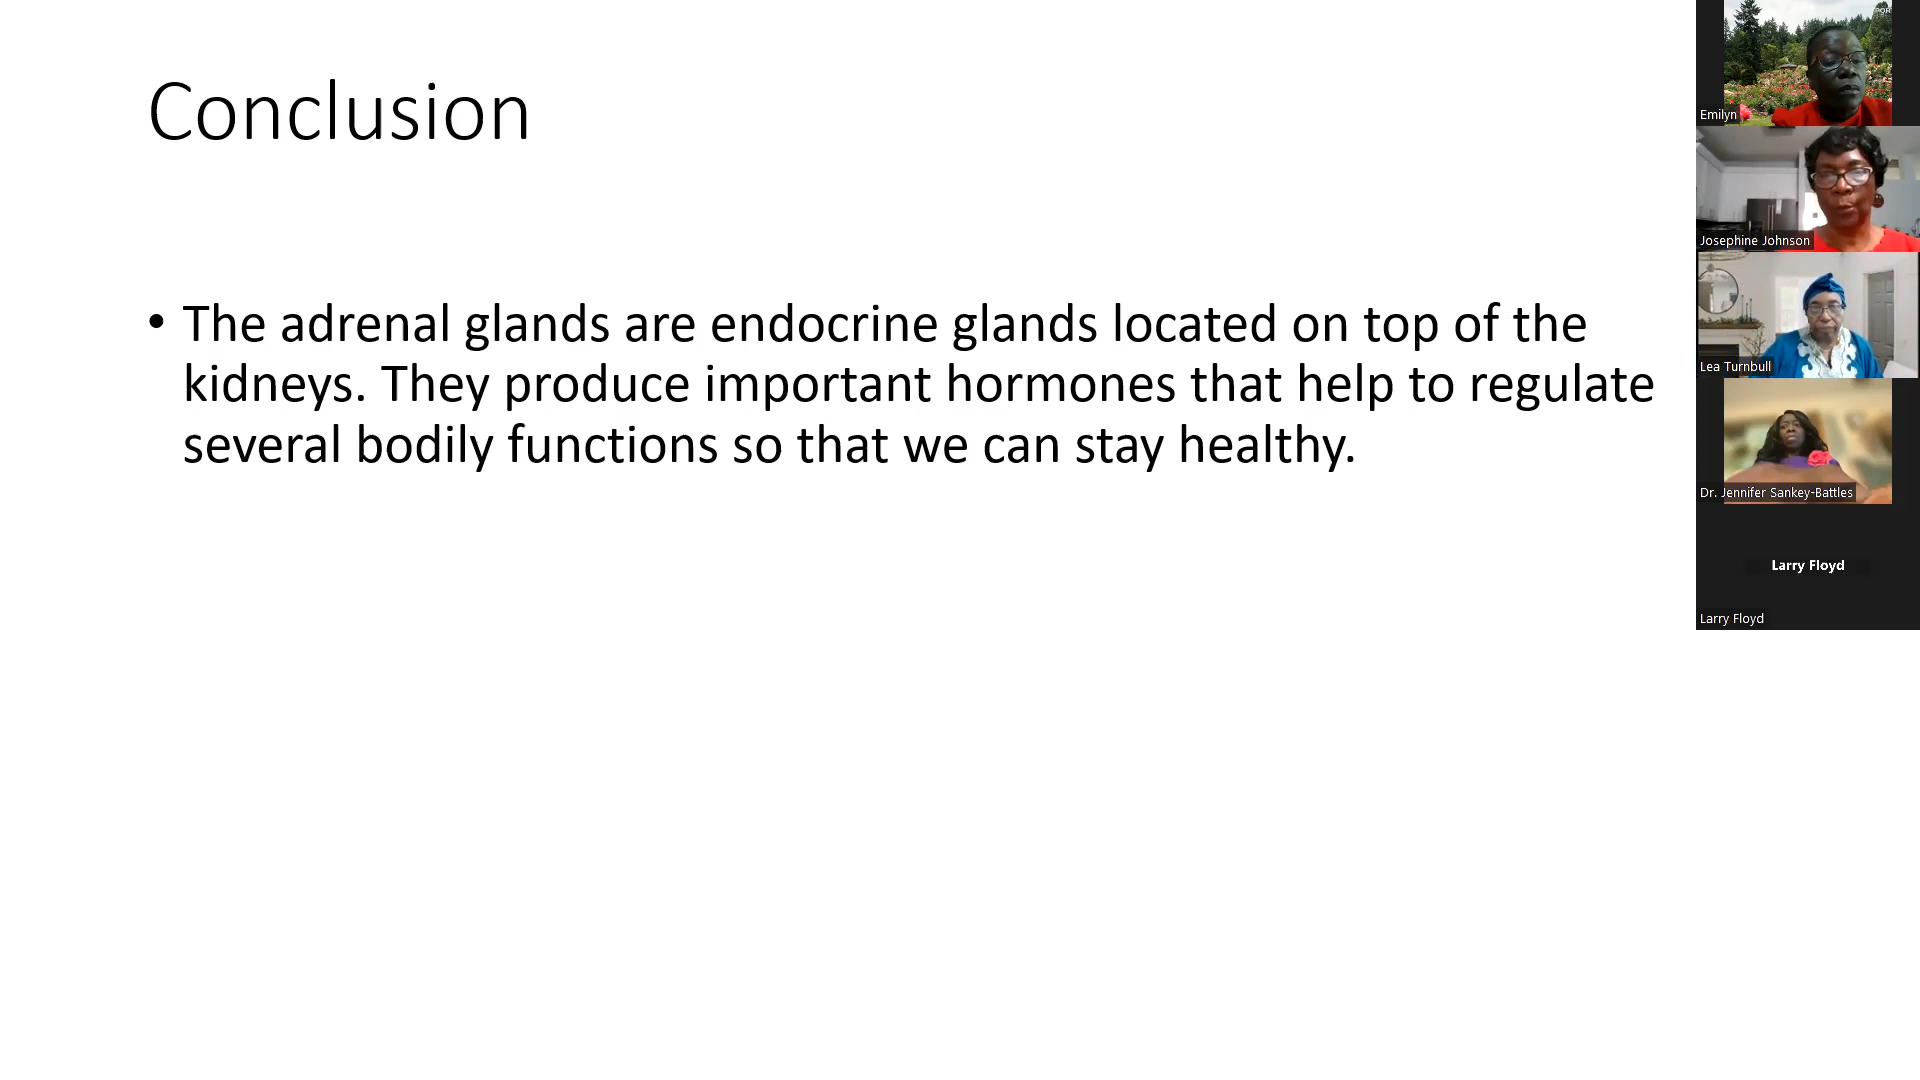 Conclusion
• The adrenal glands are endocrine glands located on top of the
kidneys. They produce important hormones that help to regulate
several bodily functions so that we can stay healthy.
Emilyn
Josephine Johnson
Lea Turnbull
Dr. Jennifer Sankey-Battles
Larry Floyd
Larry Floyd